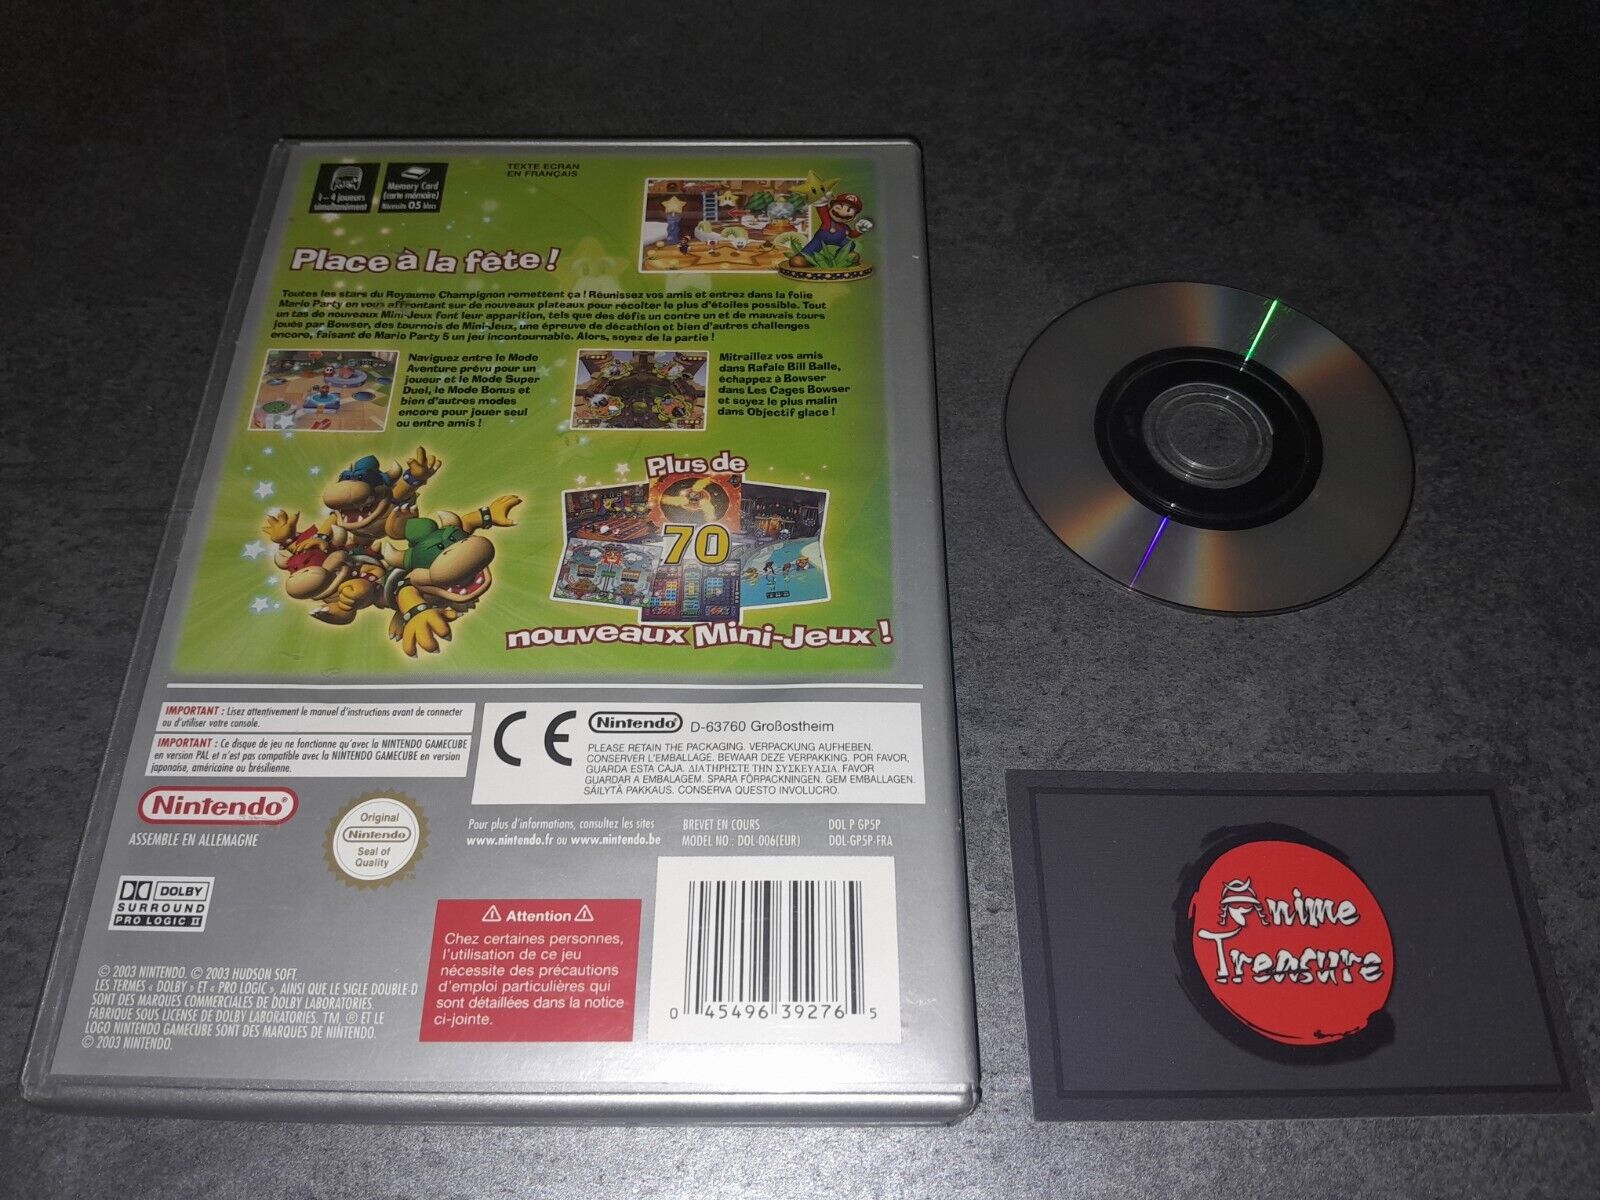 1 - 4 joueurs
simultanément
Memory Card
(carte mémoire)
Nécessite 05 blocs
TEXTE ECRAN
EN FRANÇAIS
Place à la fête !
Toutes les stars du Royaume Champignon remettent ça ! Réunissez vos amis et entrez dans la folie
Mario Party en vous affrontant sur de nouveaux plateaux pour récolter le plus d'étoiles possible. Tout
un tas de nouveaux Mini-Jeux font leur apparition, tels que des défis un contre un et de mauvais tours
joués par Bowser, des tournois de Mini-Jeux, une épreuve de décathlon et bien d'autres challenges
encore, faisant de Mario Party 5 un jeu incontournable. Alors, soyez de la partie !
Naviguez entre le Mode
Aventure prévu pour un
joueur et le Mode Super
Duel, le Mode Bonus et
bien d'autres modes
encore pour jouer seul
ou entre amis !
Mitraillez vos amis
dans Rafale Bill Balle,
échappez à Bowser
dans Les Cages Bowser
et soyez le plus malin
dans Objectif glace !
Plus de
70
nouveaux Mini-Jeux !
IMPORTANT : Lisez attentivement le manuel d'instructions avant de connecter
ou d'utiliser votre console.
IMPORTANT : Ce disque de jeu ne fonctionne qu'avec la NINTENDO GAMECUBE
en version PAL et n'est pas compatible avec la NINTENDO GAMECUBE en version
japonaise, américaine ou brésilienne.
CE
Nintendo®
D-63760 Großostheim
PLEASE RETAIN THE PACKAGING. VERPACKUNG AUFHEBEN.
CONSERVER L'EMBALLAGE. BEWAAR DEZE VERPAKKING. POR FAVOR,
GUARDA ESTA CAJA. ΔΙΑΤΗΡΗΣΤΕ ΤΗΝ ΣΥΣΚΕΥΑΣΙΑ. FAVOR
GUARDAR A EMBALAGEM. SPARA FÖRPACKNINGEN. GEM EMBALLAGEN.
SÄILYTÄ PAKKAUS. CONSERVA QUESTO INVOLUCRO.
Nintendo®
ASSEMBLE EN ALLEMAGNE
Original
Nintendo
Seal of
Quality
Pour plus d'informations, consultez les sites
www.nintendo.fr ou www.nintendo.be
BREVET EN COURS
MODEL NO.: DOL-006(EUR)
DOL P GP5P
DOL-GP5P-FRA
DOLBY
SURROUND
PRO LOGIC II
© 2003 NINTENDO. © 2003 HUDSON SOFT.
LES TERMES « DOLBY » ET « PRO LOGIC », AINSI QUE LE SIGLE DOUBLE-D
SONT DES MARQUES COMMERCIALES DE DOLBY LABORATORIES.
FABRIQUE SOUS LICENSE DE DOLBY LABORATORIES. TM, ® ET LE
LOGO NINTENDO GAMECUBE SONT DES MARQUES DE NINTENDO.
© 2003 NINTENDO.
⚠ Attention ⚠
Chez certaines personnes,
l'utilisation de ce jeu
nécessite des précautions
d'emploi particulières qui
sont détaillées dans la notice
ci-jointe.
0 45496 39276 5
Anime
Treasure